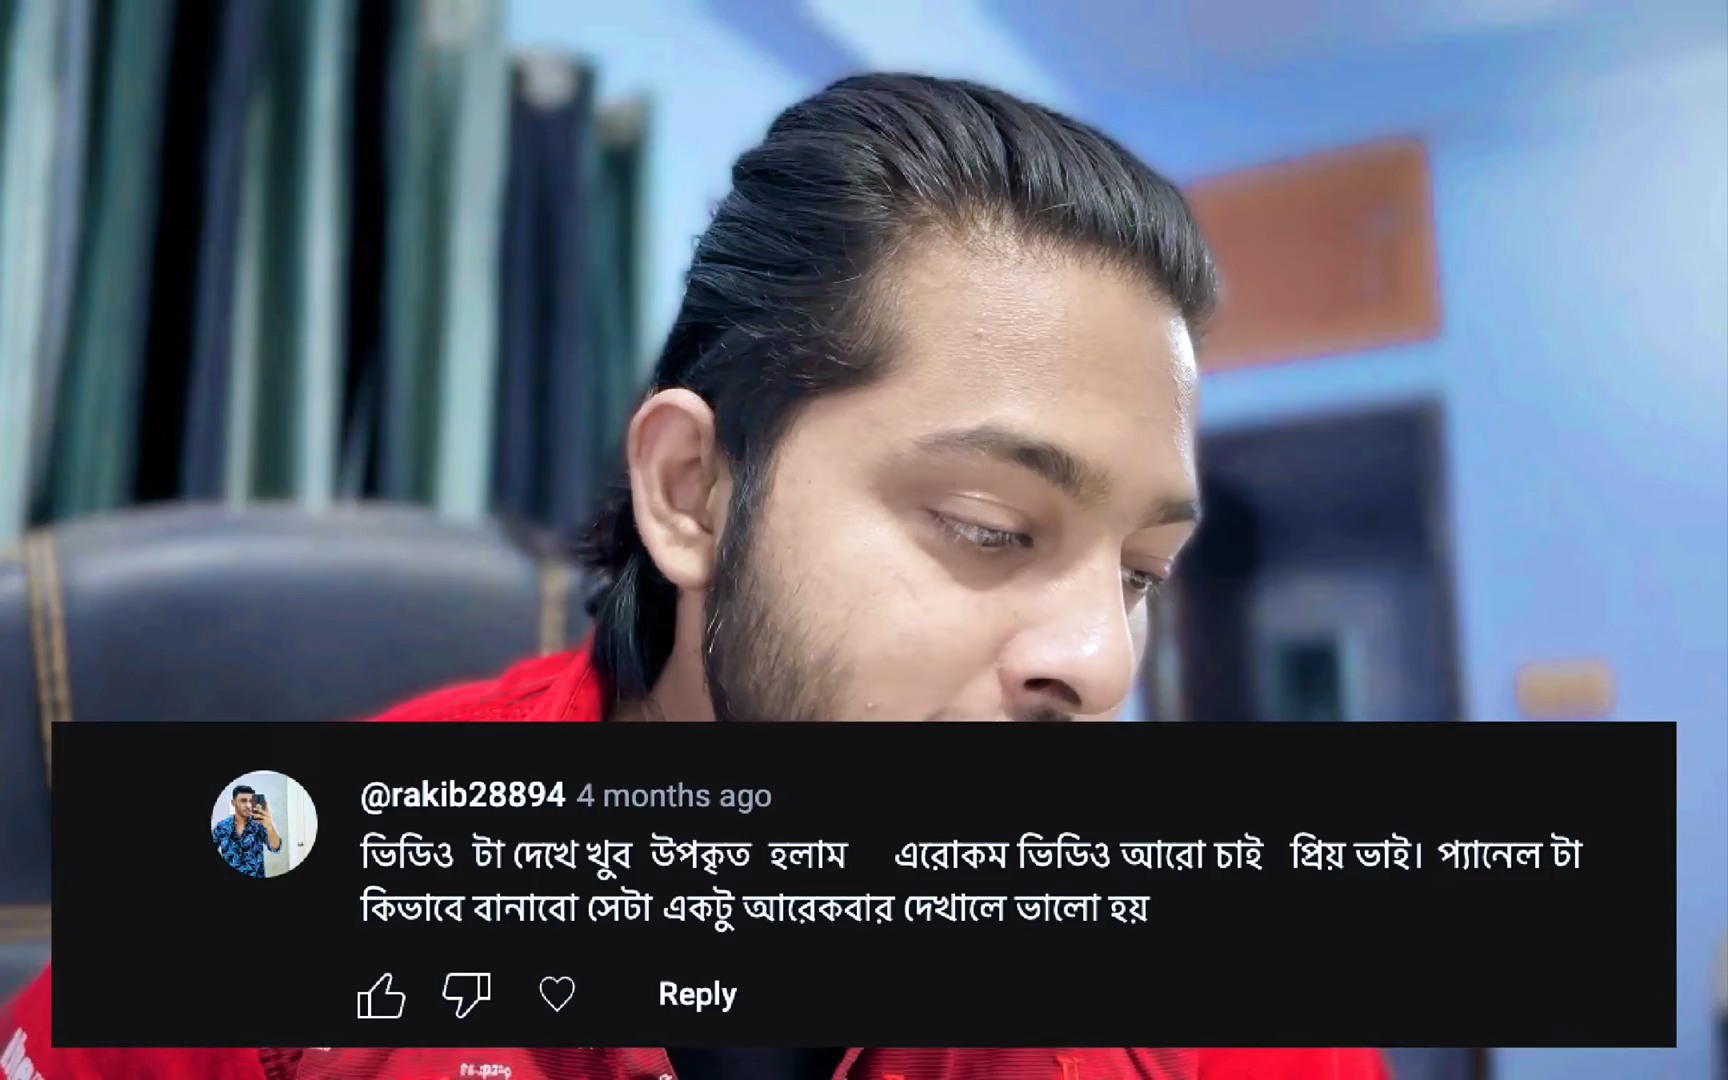 @rakib28894 4 months ago
ভিডিও টা দেখে খুব উপকৃত হলাম এরোকম ভিডিও আরো চাই প্রিয় ভাই। প্যানেল টা
কিভাবে বানাবো সেটা একটু আরেকবার দেখালে ভালো হয়
Reply